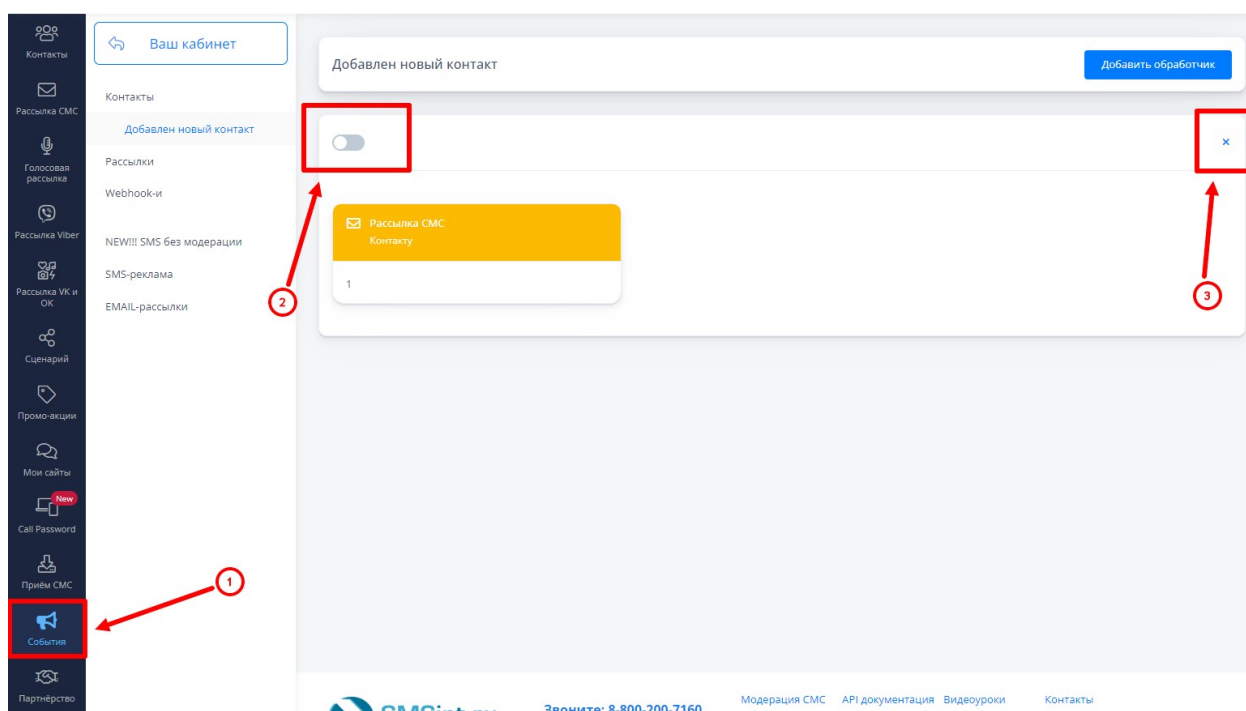 Контакты
Рассылка СМС
Голосовая
рассылка
Рассылка Viber
Рассылка VK и
OK
Сценарий
Промо-акции
Мои сайты
New
Call Password
Приём СМС
События
Партнёрство
Ваш кабинет
Контакты
Добавлен новый контакт
Рассылки
Webhook-и
NEW!!! SMS без модерации
SMS-реклама
EMAIL-рассылки
Добавлен новый контакт
Добавить обработчик
Рассылка СМС
Контакту
1
1
2
3
Звоните: 8-800-200-7160
Модерация СМС
API документация
Видеоуроки
Контакты